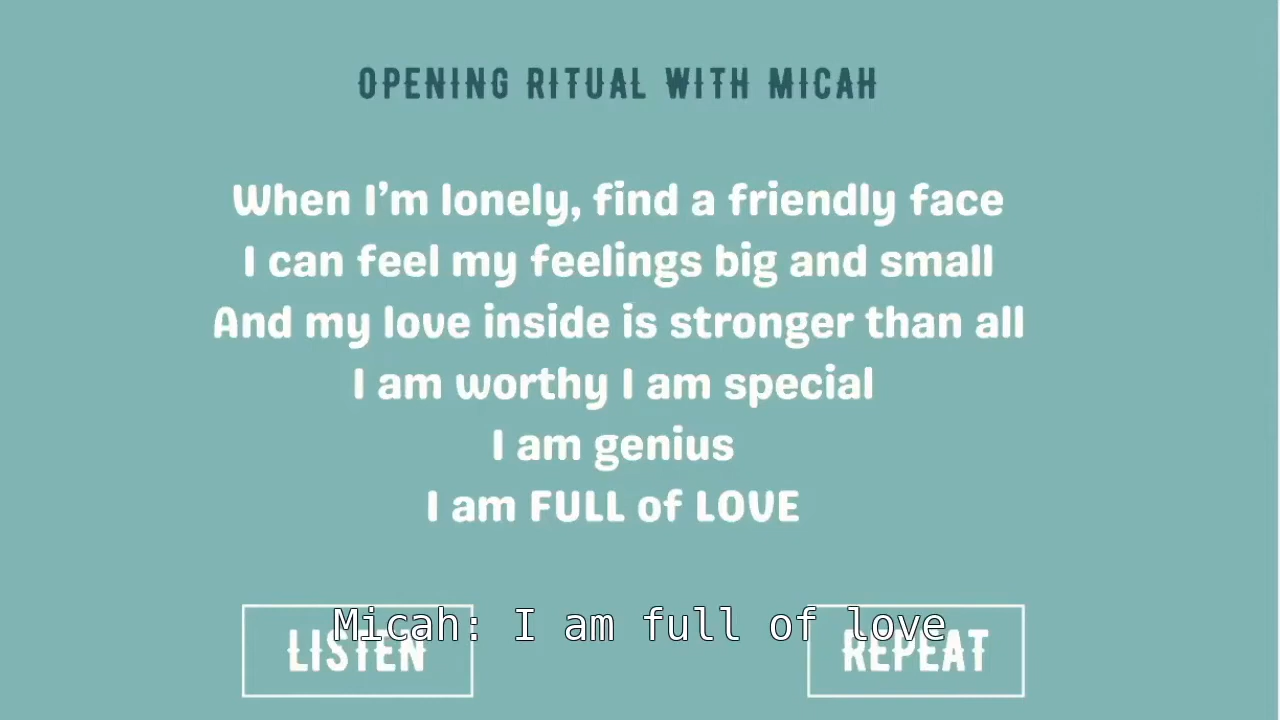 OPENING RITUAL WITH MICAH
When I’m lonely, find a friendly face
I can feel my feelings big and small
And my love inside is stronger than all
I am worthy I am special
I am genius
I am FULL of LOVE
Micah: I am full of love
LISTEN REPEAT